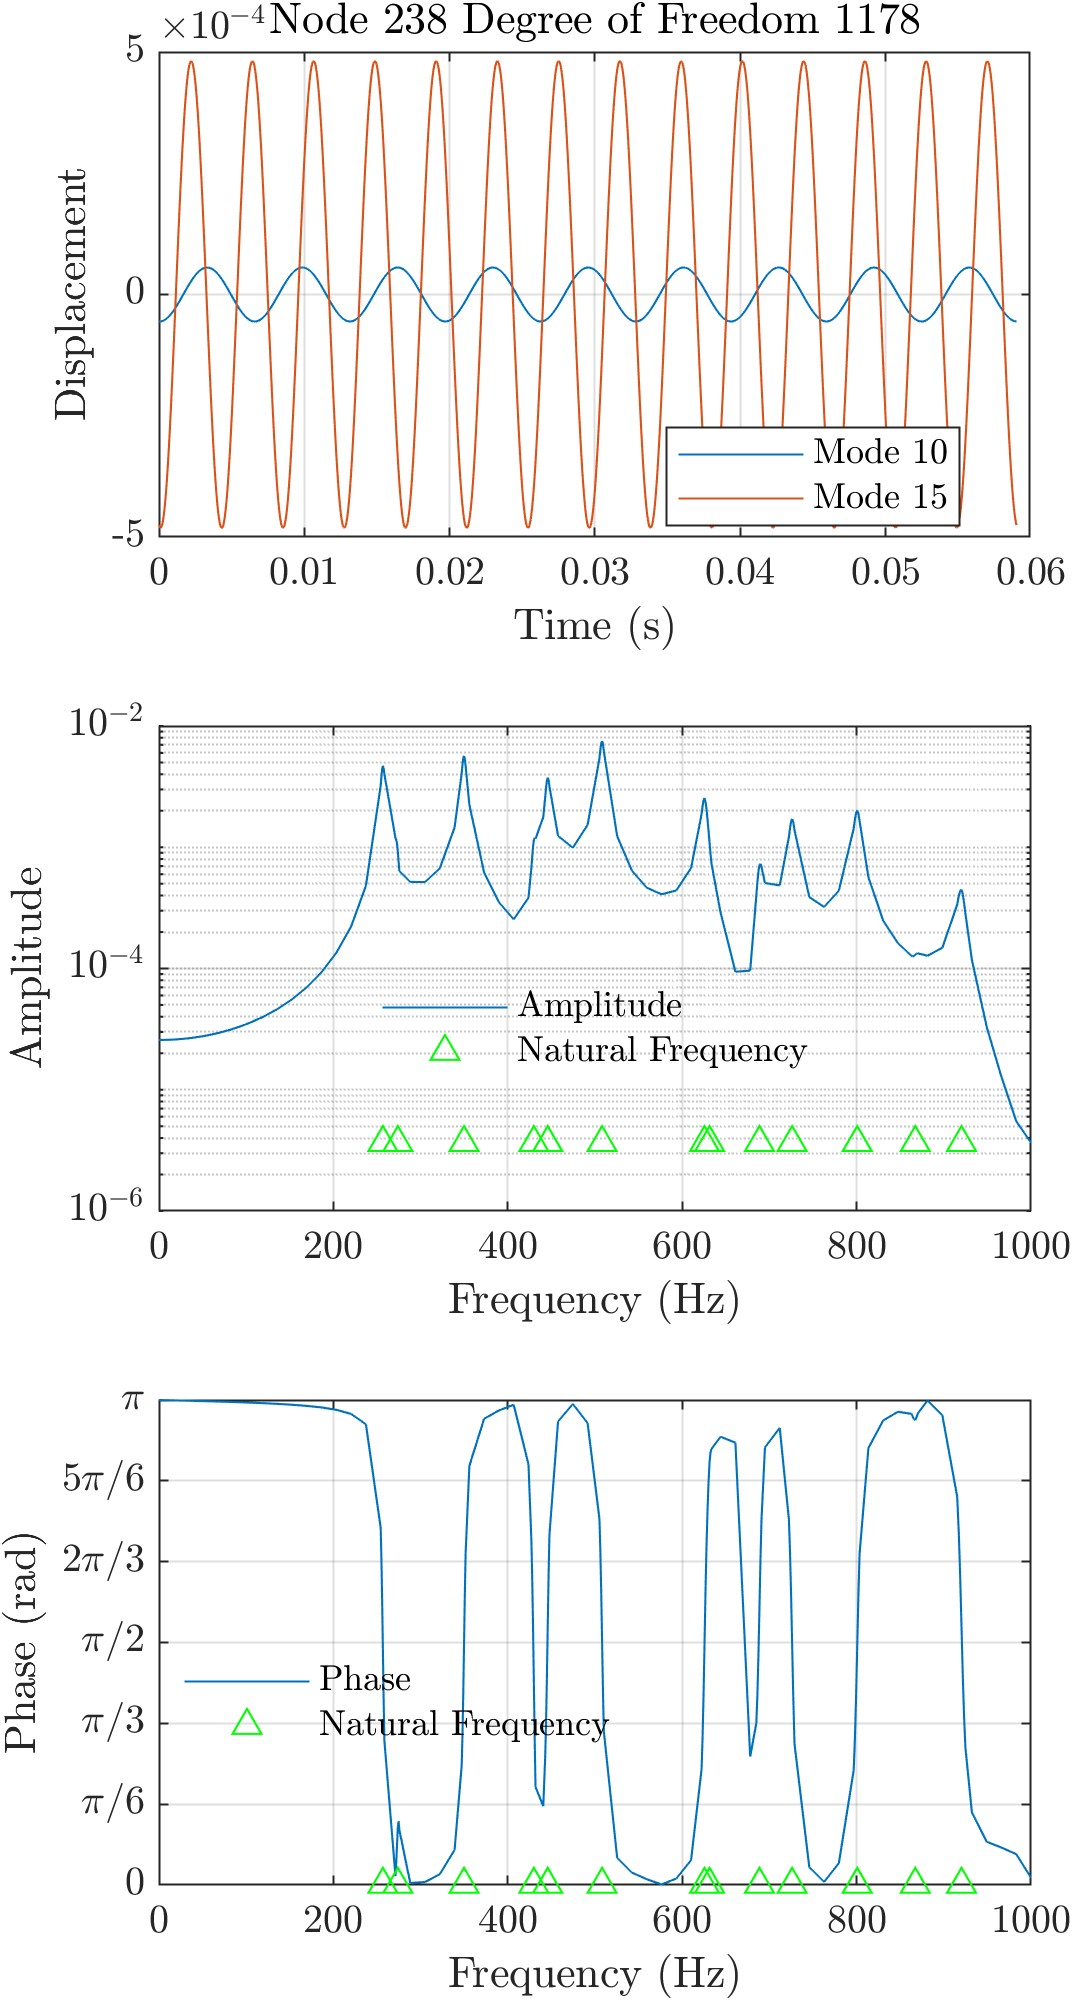 ×10⁻⁴ Node 238 Degree of Freedom 1178
5
0
-5
Displacement
Mode 10
Mode 15
0 0.01 0.02 0.03 0.04 0.05 0.06
Time (s)
10⁻²
10⁻⁴
10⁻⁶
Amplitude
Amplitude
Natural Frequency
0 200 400 600 800 1000
Frequency (Hz)
π
5π/6
2π/3
π/2
π/3
π/6
0
Phase (rad)
Phase
Natural Frequency
0 200 400 600 800 1000
Frequency (Hz)